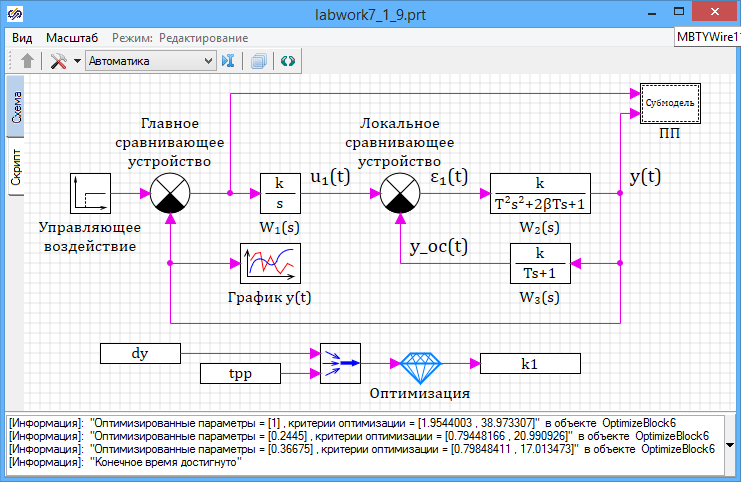 labwork7_1_9.prt
Вид Масштаб Режим: Редактирование
MBTYWire11
Автоматика
Схема
Скрипт
Субмодель
ПП
Главное
сравнивающее
устройство
Локальное
сравнивающее
устройство
k
s
W₁(s)
u₁(t)
ε₁(t)
k
T²s²+2βTs+1
W₂(s)
y(t)
Управляющее
воздействие
y_oc(t)
График y(t)
k
Ts+1
W₃(s)
dy
tpp
k1
Оптимизация
[Информация]: "Оптимизированные параметры = [1] , критерии оптимизации = [1.9544003 , 38.973307]" в объекте OptimizeBlock6
[Информация]: "Оптимизированные параметры = [0.2445] , критерии оптимизации = [0.79448166 , 20.990926]" в объекте OptimizeBlock6
[Информация]: "Оптимизированные параметры = [0.36675] , критерии оптимизации = [0.79848411 , 17.013473]" в объекте OptimizeBlock6
[Информация]: "Конечное время достигнуто"